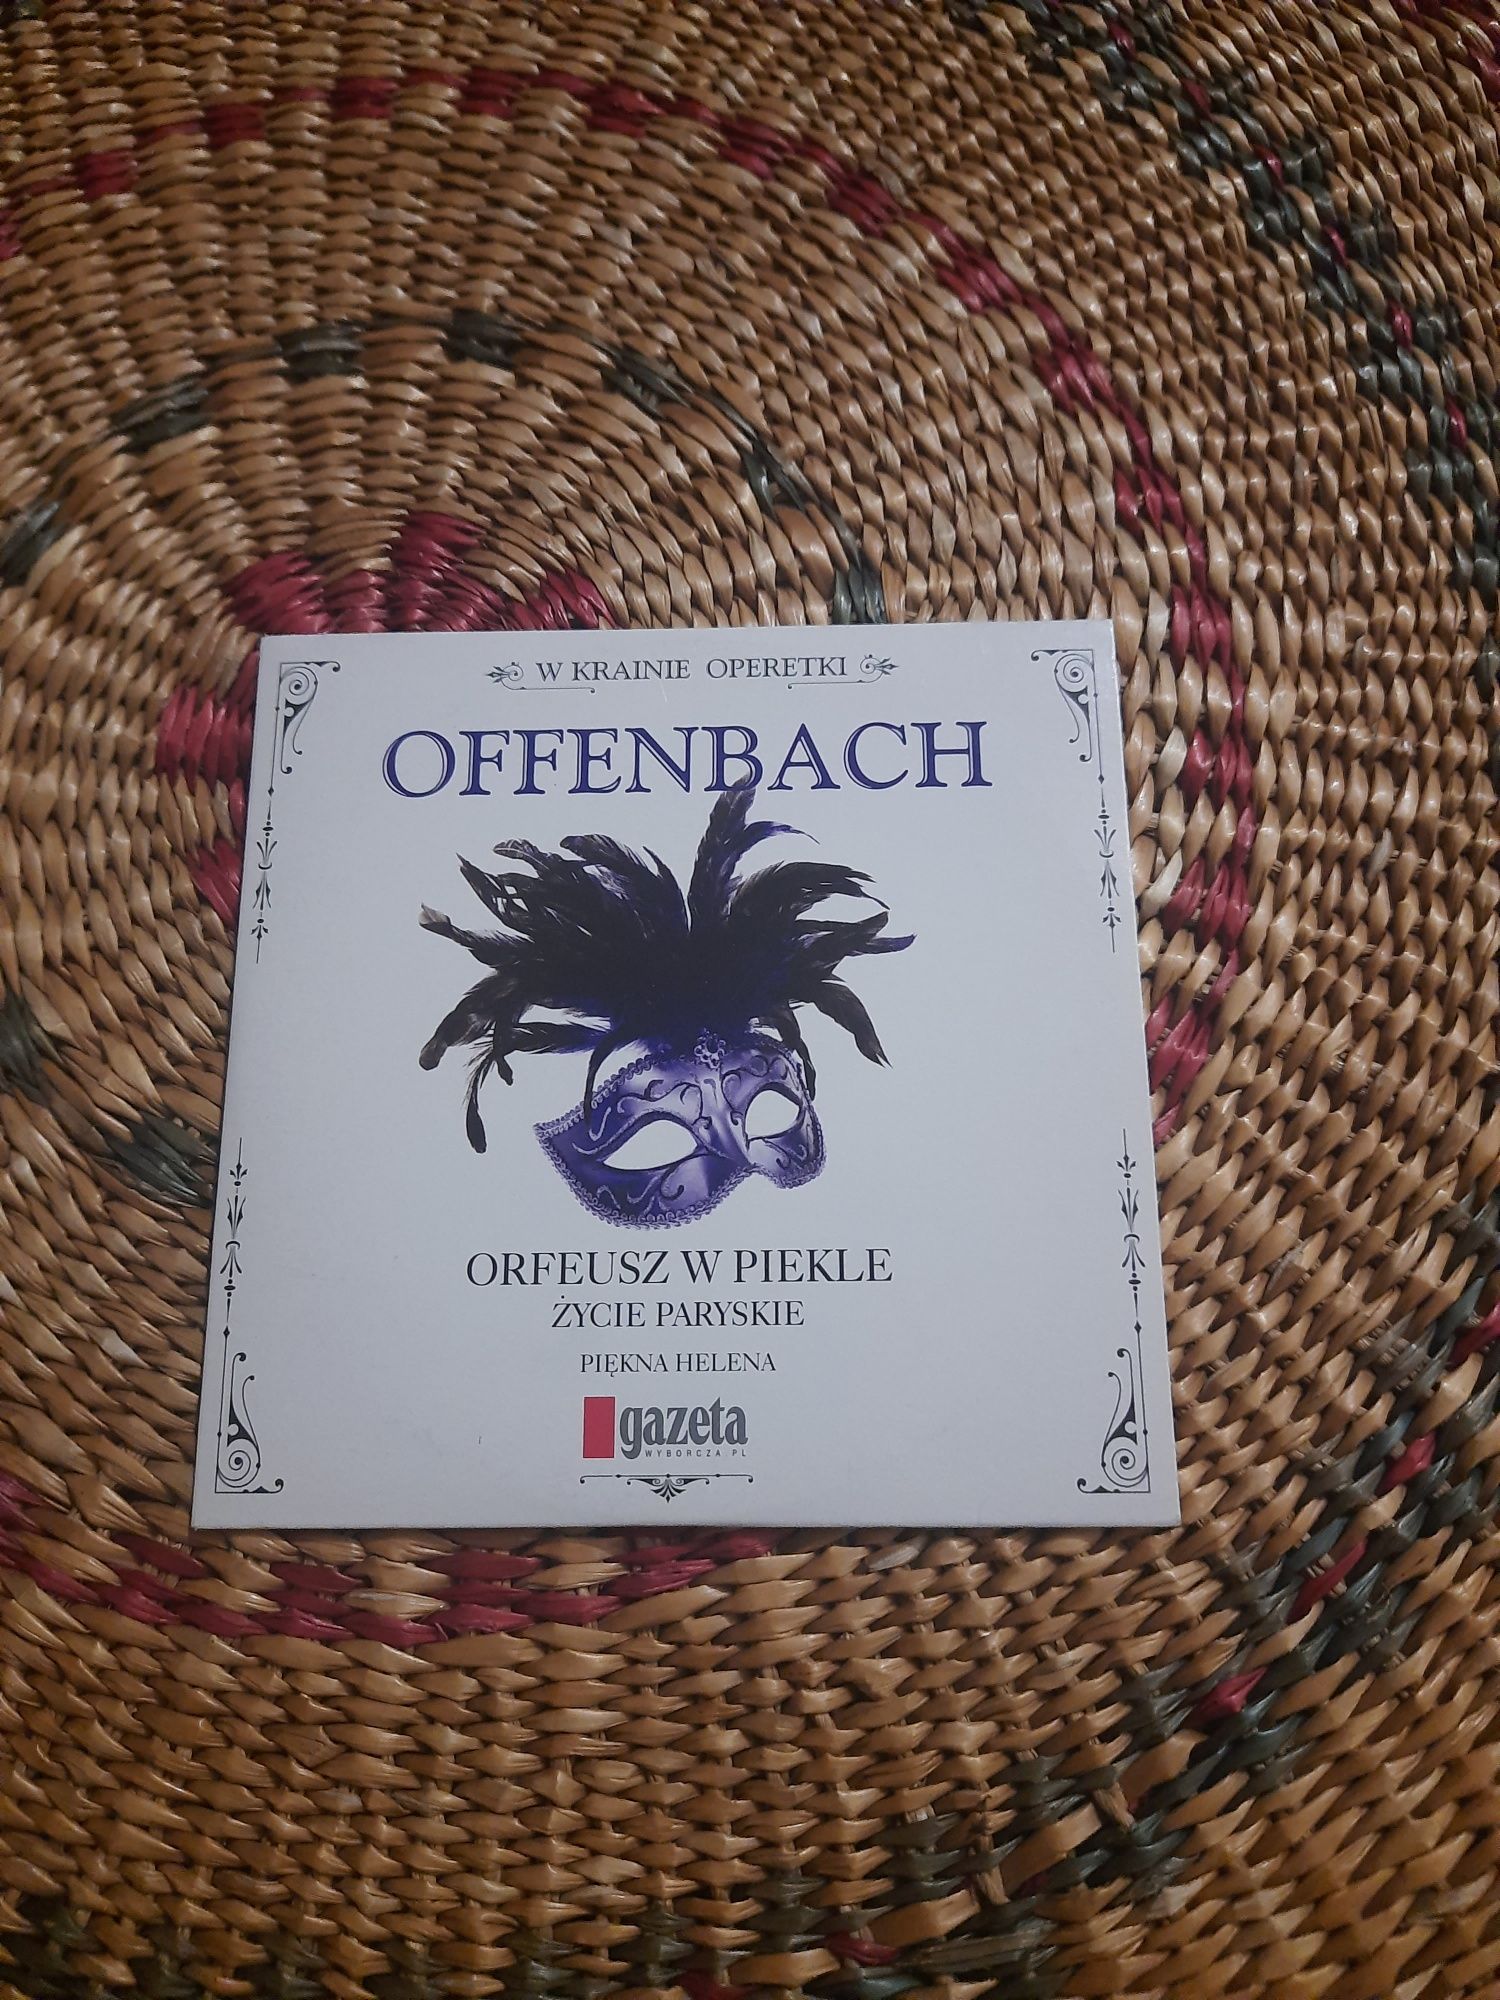 W KRAINIE OPERETKI
OFFENBACH
ORFEUSZ W PIEKLE
ŻYCIE PARYSKIE
PIĘKNA HELENA
gazeta
WYBORCZA.PL